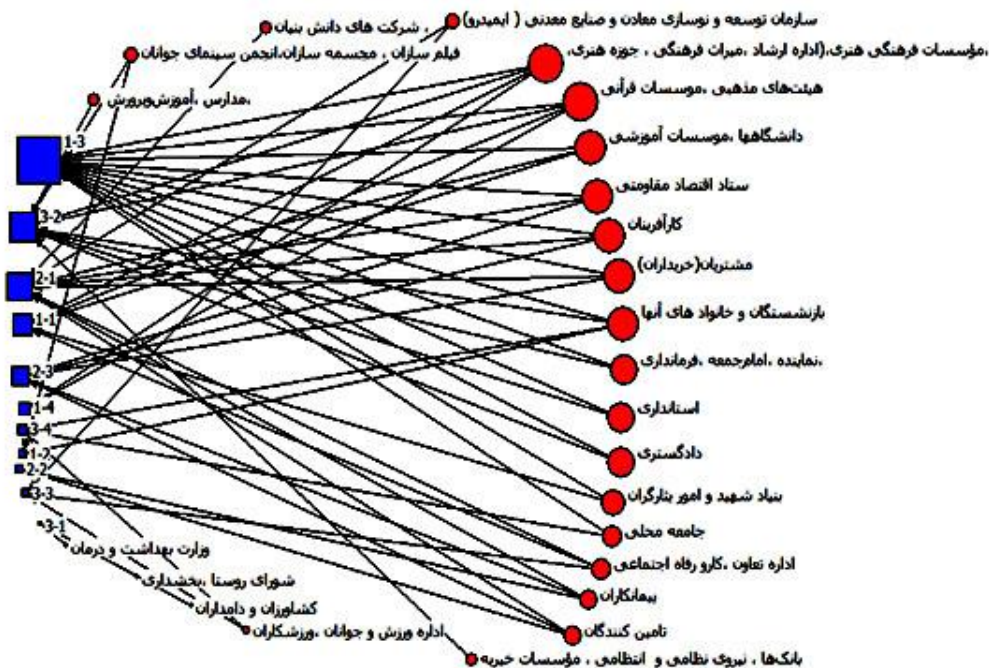 سازمان توسعه و نوسازی معادن و صنایع معدنی ( ایمیدرو)
، شرکت های دانش بنیان
فیلم سازان ، مجسمه سازان،انجمن سینمای جوانان
،مدارس ،آموزش‌وپرورش
،مؤسسات فرهنگی هنری،(اداره ارشاد ،میراث فرهنگی ، حوزه هنری،
هیئت‌های مذهبی ،موسسات قرآنی
دانشگاهها ،موسسات آموزشی
ستاد اقتصاد مقاومتی
کارآفرینان
مشتریان(خریداران)
بازنشستگان و خانواد های آنها
،نماینده ،امام‌جمعه ،فرمانداری
استانداری
دادگستری
بنیاد شهید و امور یثارگران
جامعه محلی
اداره تعاون ،کارو رفاه اجتماعی
پیمانکاران
تامین کنندگان
بانک‌ها ، نیروی نظامی و انتظامی ، مؤسسات خیریه
1-3
3-2
2-1
1-1
2-3
1-4
3-4
1-2
2-2
3-3
3-1
وزارت بهداشت و درمان
شورای روستا ،بخشداری
کشاورزان و دامداران
اداره ورزش و جوانان ،ورزشکاران